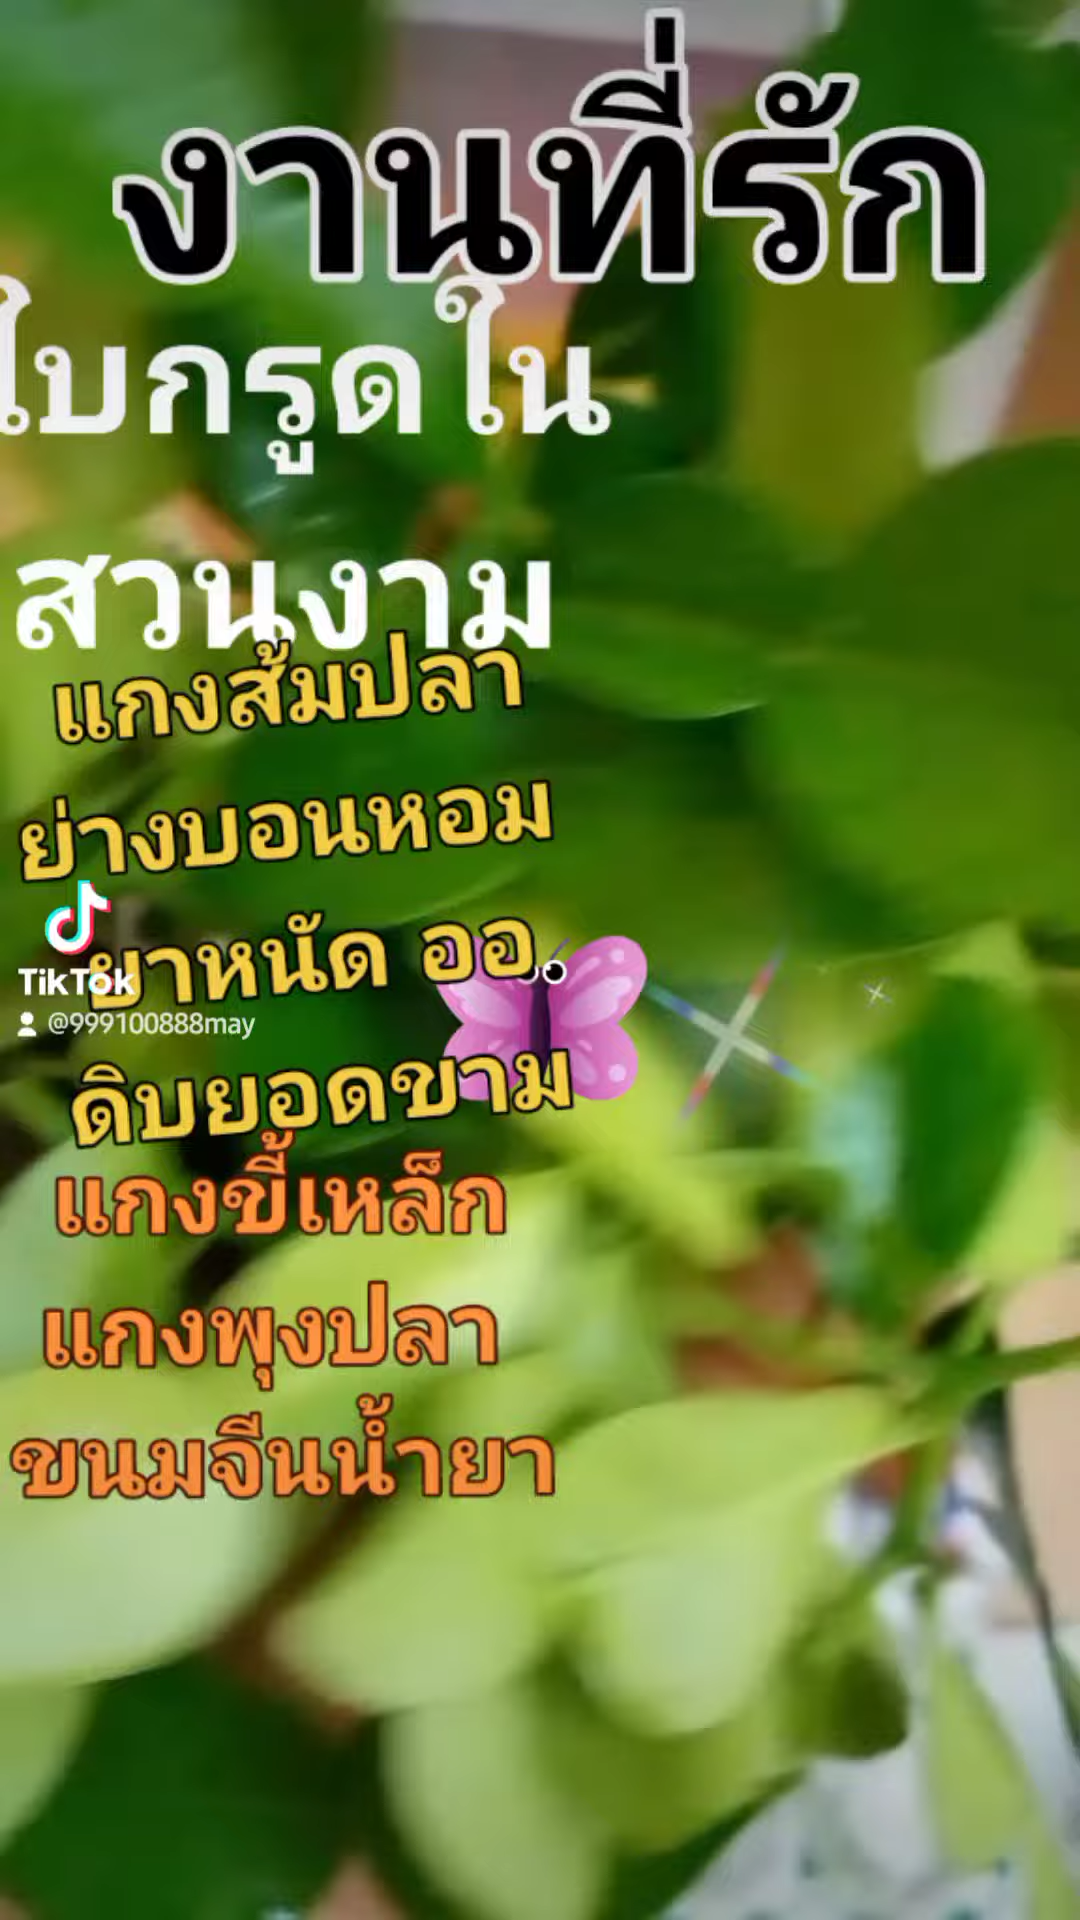 งานที่รัก
ใบกรูดใน
สวนงาม
แกงส้มปลา
ย่างบอนหอม
ยาหนัด ออ
ดิบยอดขาม
แกงขี้เหล็ก
แกงพุงปลา
ขนมจีนน้ำยา
TikTok
@999100888may